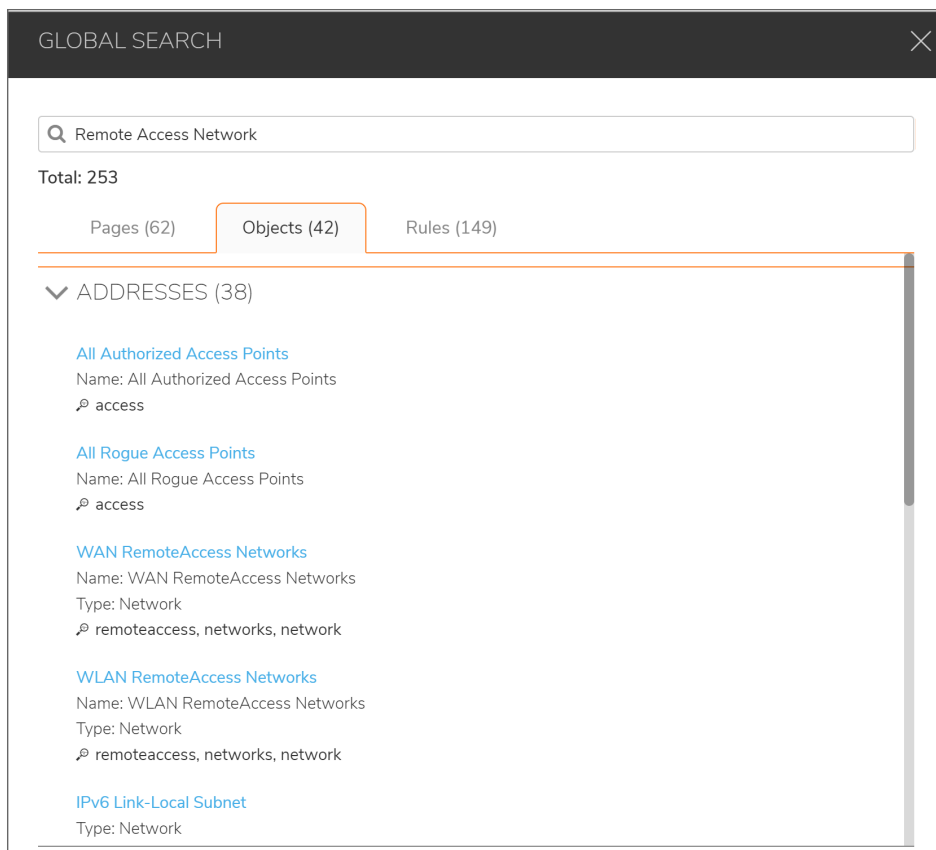 GLOBAL SEARCH
Remote Access Network
Total: 253
Pages (62) Objects (42) Rules (149)
ADDRESSES (38)
All Authorized Access Points
Name: All Authorized Access Points
access
All Rogue Access Points
Name: All Rogue Access Points
access
WAN RemoteAccess Networks
Name: WAN RemoteAccess Networks
Type: Network
remoteaccess, networks, network
WLAN RemoteAccess Networks
Name: WLAN RemoteAccess Networks
Type: Network
remoteaccess, networks, network
IPv6 Link-Local Subnet
Type: Network